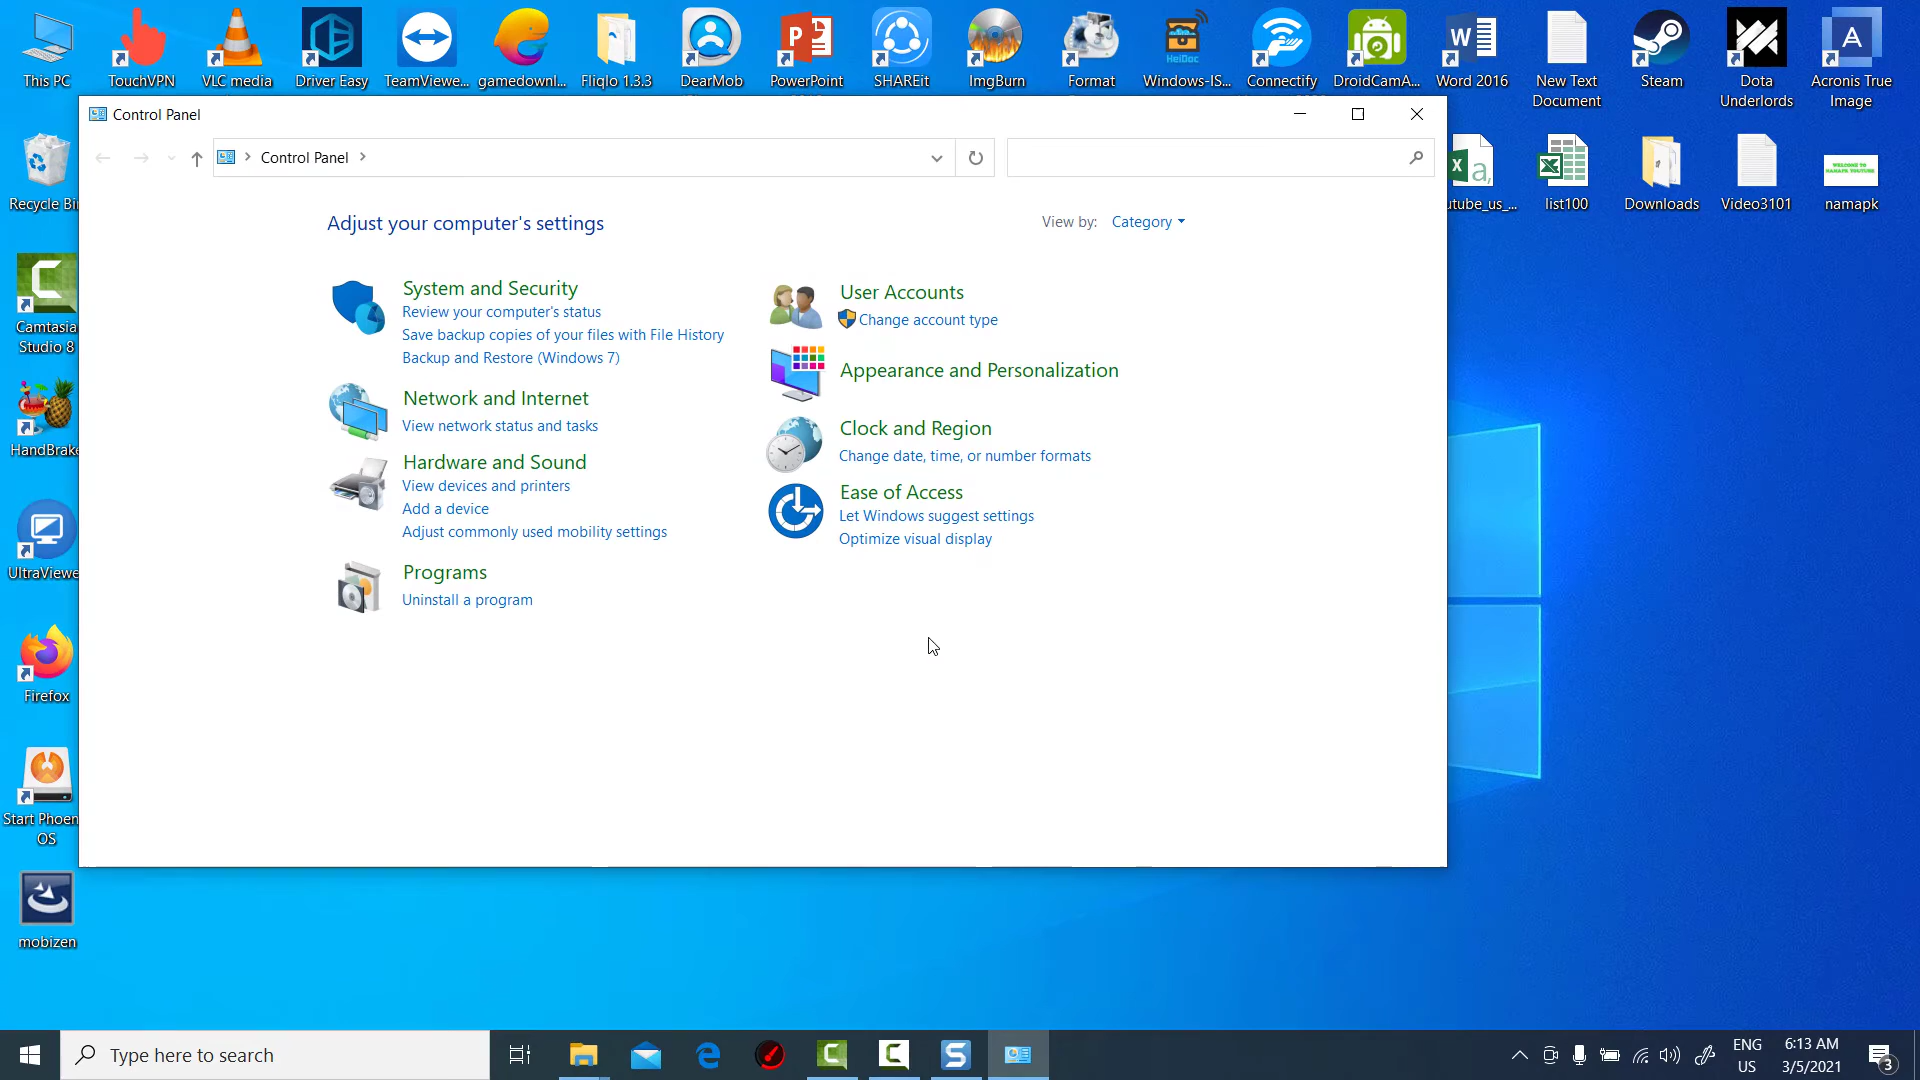 This PC
TouchVPN
VLC media
Driver Easy
TeamViewe...
gamedownl...
Fliqlo 1.3.3
DearMob
PowerPoint
SHAREit
ImgBurn
Format
HeiDoc
Windows-IS...
Connectify
DroidCamA...
Word 2016
New Text
Document
Steam
Dota
Underlords
Acronis True
Image
Control Panel
Control Panel
Recycle Bi
utube_us_...
list100
Downloads
Video3101
WELCOME TO
NAMAPK YOUTUBE
namapk
Adjust your computer's settings
View by: Category
System and Security
Review your computer's status
Save backup copies of your files with File History
Backup and Restore (Windows 7)
Network and Internet
View network status and tasks
Hardware and Sound
View devices and printers
Add a device
Adjust commonly used mobility settings
Programs
Uninstall a program
User Accounts
Change account type
Appearance and Personalization
Clock and Region
Change date, time, or number formats
Ease of Access
Let Windows suggest settings
Optimize visual display
Camtasia
Studio 8
HandBrake
UltraViewe
Firefox
Start Phoen
OS
mobizen
Type here to search
ENG
US
6:13 AM
3/5/2021
3